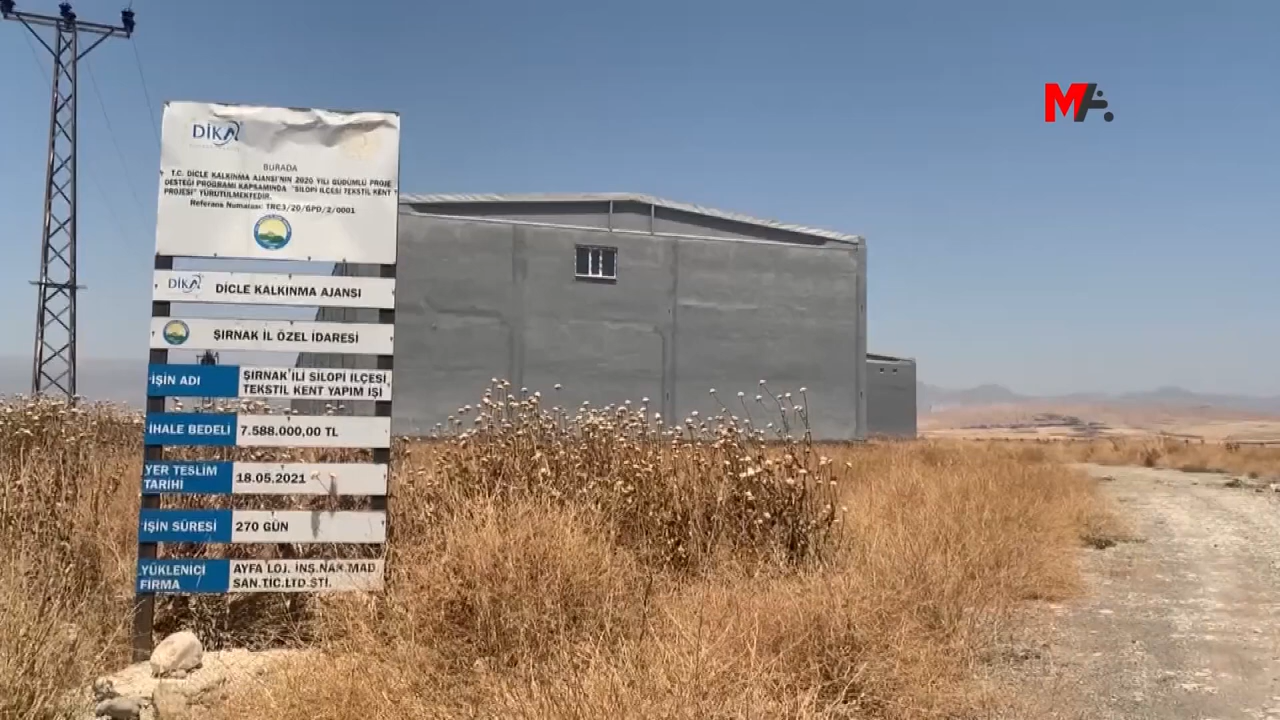 MA
DİKA
BURADA
T.C. DİCLE KALKINMA AJANSI'NIN 2020 YILI GÜDÜMLÜ PROJE
DESTEĞİ PROGRAMI KAPSAMINDA "SİLOPİ İLÇESİ TEKSTİL KENT
PROJESİ" YÜRÜTÜLMEKTEDİR.
Referans Numarası: TRC3/20/GPD/2/0001
DİKA DİCLE KALKINMA AJANSI
ŞIRNAK İL ÖZEL İDARESİ
İŞİN ADI ŞIRNAK İLİ SİLOPİ İLÇESİ
TEKSTİL KENT YAPIM İŞİ
İHALE BEDELİ 7.588.000,00 TL
YER TESLİM
TARİHİ 18.05.2021
İŞİN SÜRESİ 270 GÜN
YÜKLENİCİ
FİRMA AYFA LOJ. İNŞ.NAK.MAD.
SAN.TİC.LTD.ŞTİ.